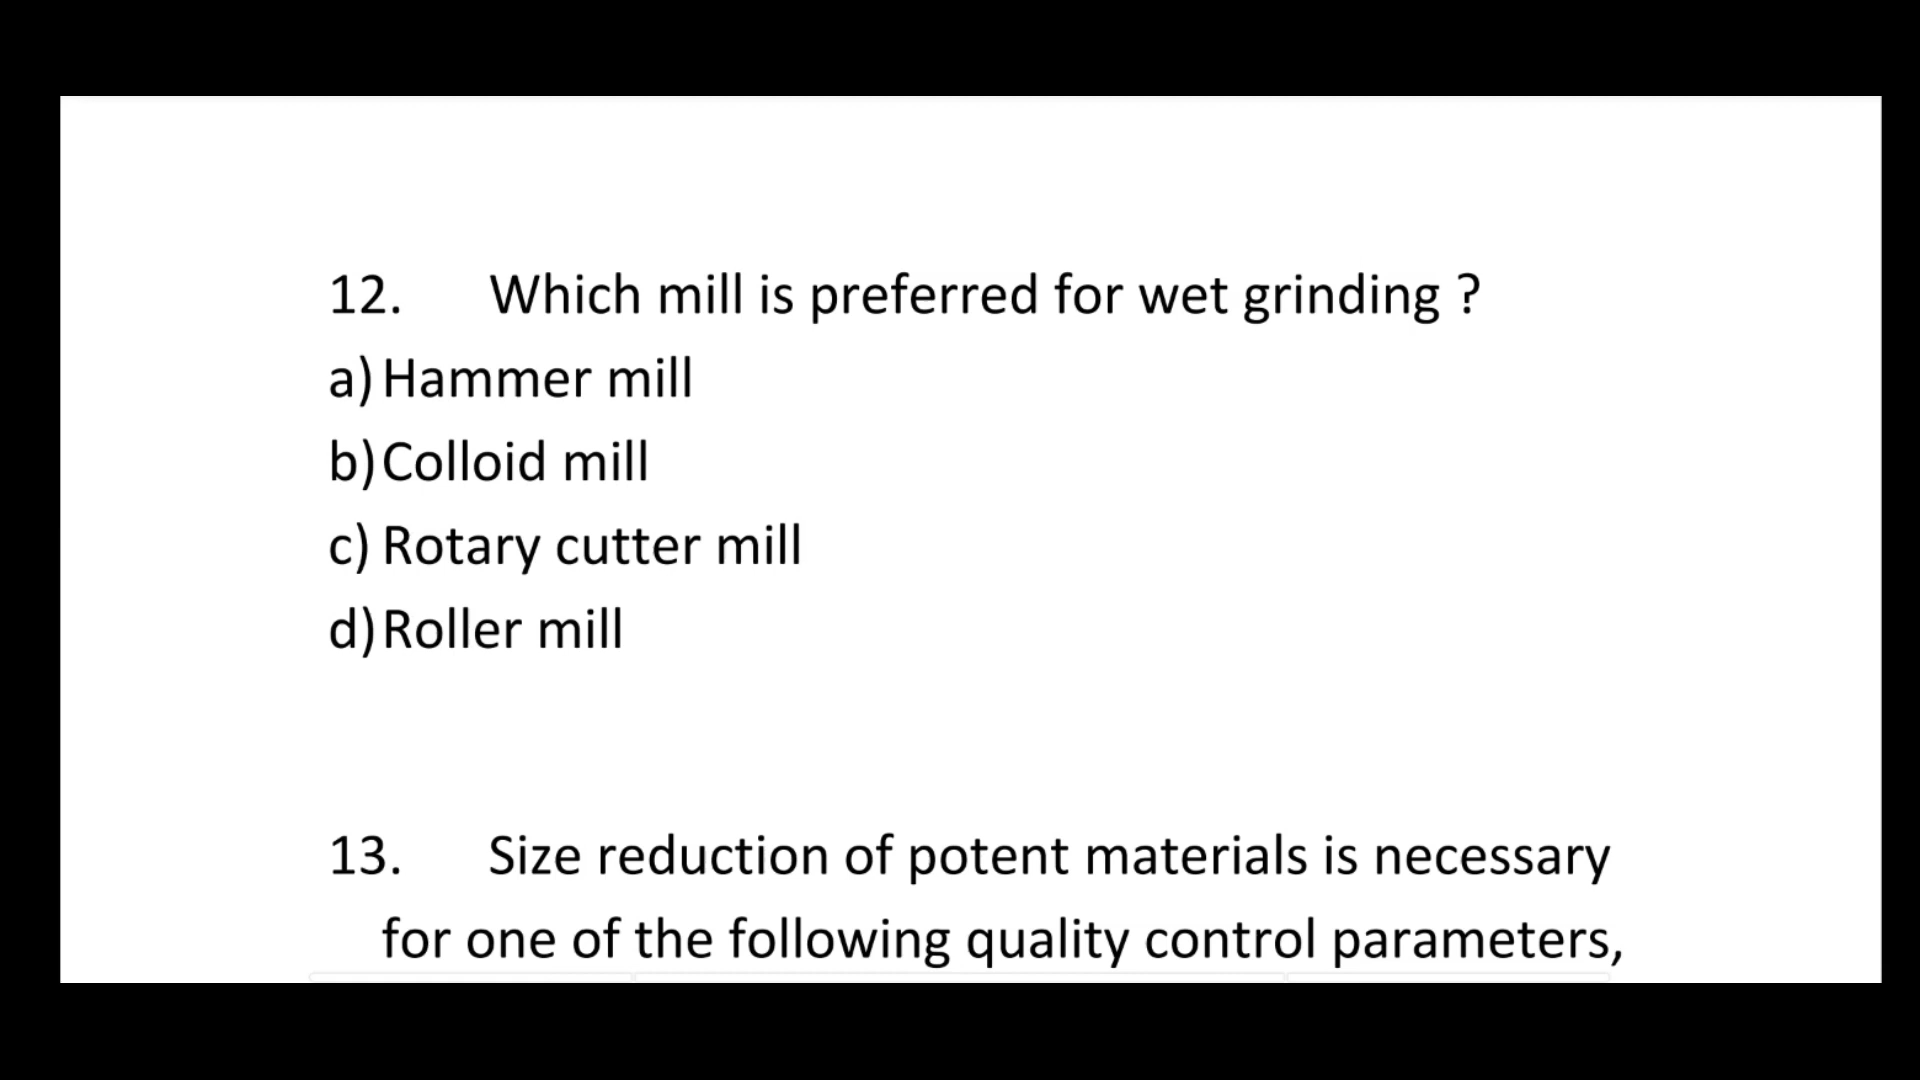 12. Which mill is preferred for wet grinding ?
a) Hammer mill
b) Colloid mill
c) Rotary cutter mill
d) Roller mill
13. Size reduction of potent materials is necessary
for one of the following quality control parameters,